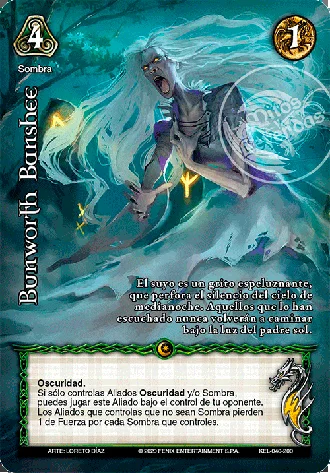 4
1
Sombra
Bunworth Banshee
El suyo es un grito espeluznante,
que perfora el silencio del cielo de
medianoche. Aquellos que lo han
escuchado nunca volverán a caminar
bajo la luz del padre sol.
Oscuridad.
Si sólo controlas Aliados Oscuridad y/o Sombra,
puedes jugar este Aliado bajo el control de tu oponente.
Los Aliados que controlas que no sean Sombra pierden
1 de Fuerza por cada Sombra que controles.
ARTE: LORETO DÍAZ
© 2020 FENIX ENTERTAINMENT S.P.A.